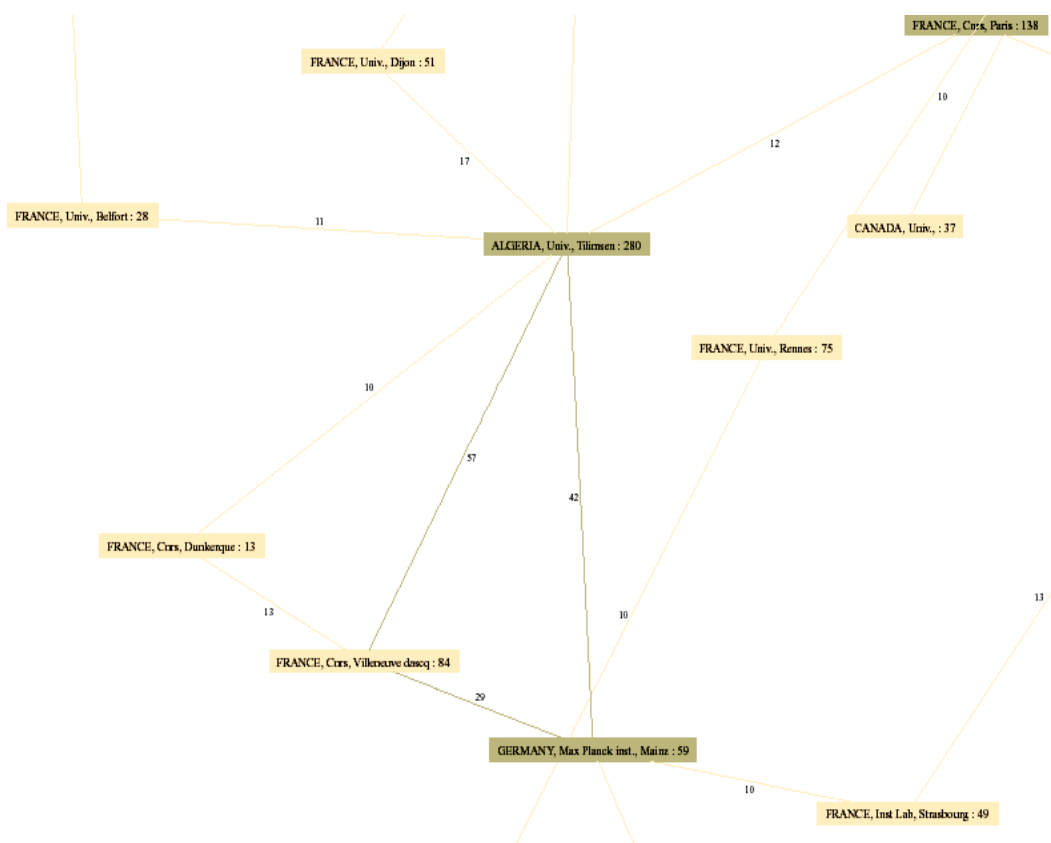 FRANCE, Cnrs, Paris : 138
FRANCE, Univ., Dijon : 51
10
12
17
FRANCE, Univ., Belfort : 28
11
CANADA, Univ., : 37
ALGERIA, Univ., Tilimsen : 280
FRANCE, Univ., Rennes : 75
10
57
42
FRANCE, Cnrs, Dunkerque : 13
13
10
13
FRANCE, Cnrs, Villeneuve dascq : 84
29
GERMANY, Max Planck inst., Mainz : 59
10
FRANCE, Inst Lab, Strasbourg : 49